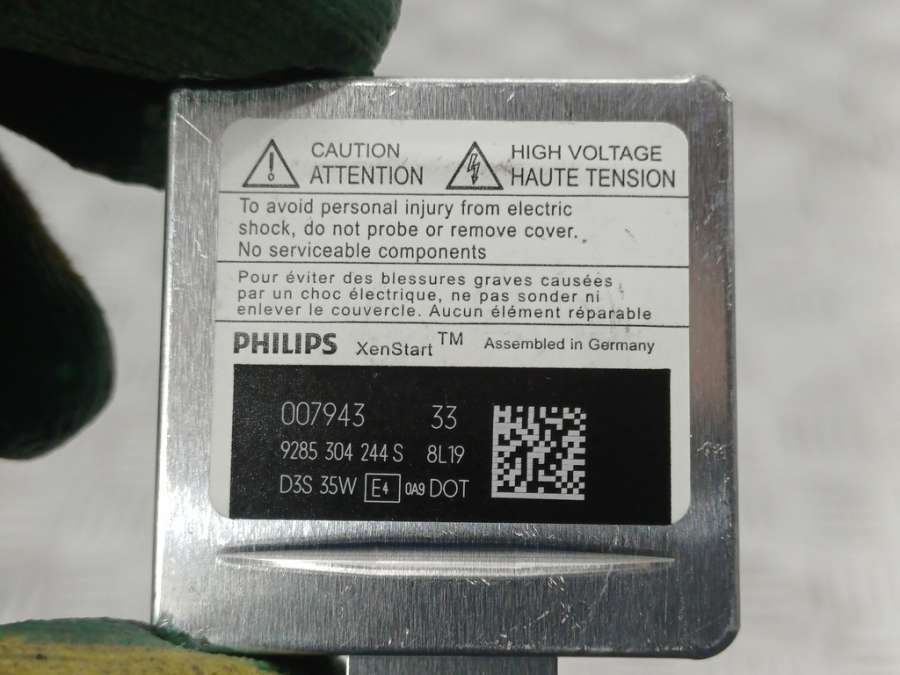 CAUTION
ATTENTION
HIGH VOLTAGE
HAUTE TENSION
To avoid personal injury from electric
shock, do not probe or remove cover.
No serviceable components
Pour éviter des blessures graves causées
par un choc électrique, ne pas sonder ni
enlever le couvercle. Aucun élément réparable
PHILIPS XenStart™ Assembled in Germany
007943 33
9285 304 244 S 8L19
D3S 35W E4 0A9 DOT